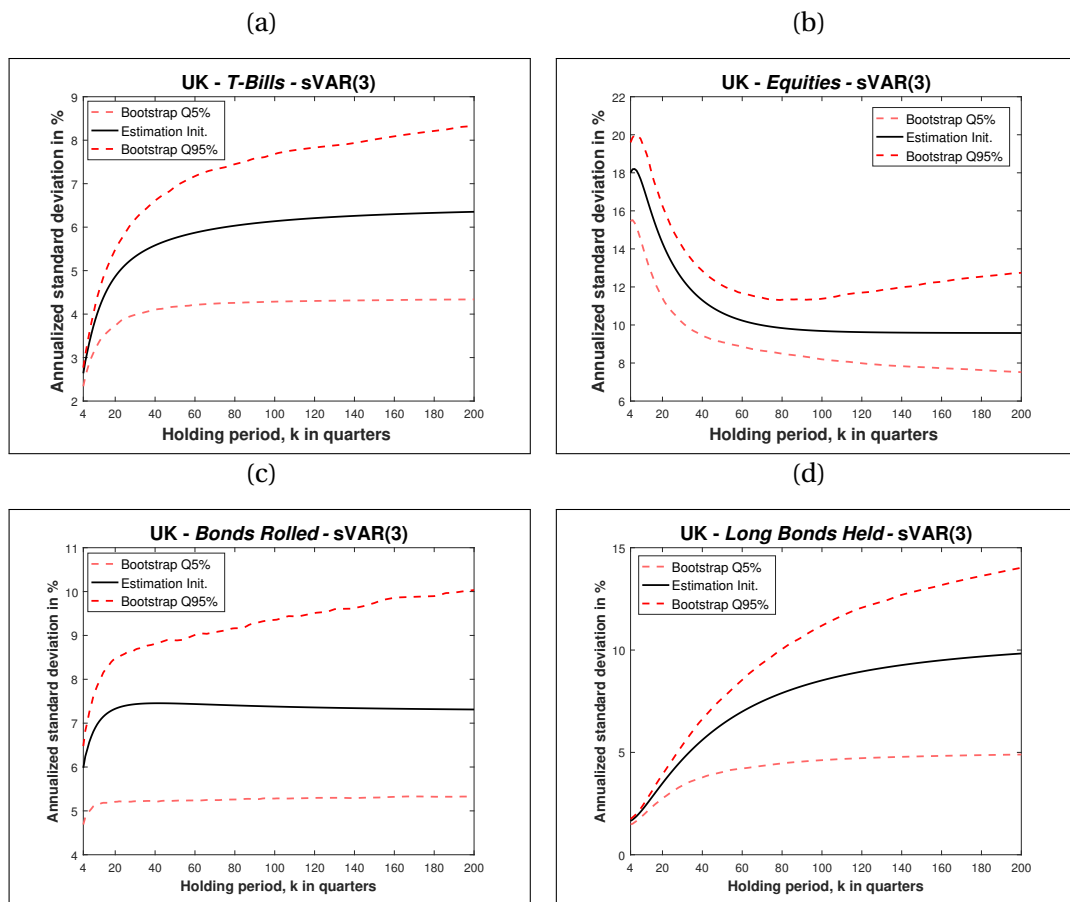 (a)
UK - T-Bills - sVAR(3)
Annualized standard deviation in %
9
8
7
6
5
4
3
2
Bootstrap Q5%
Estimation Init.
Bootstrap Q95%
4 20 40 60 80 100 120 140 160 180 200
Holding period, k in quarters
(b)
UK - Equities - sVAR(3)
Annualized standard deviation in %
22
20
18
16
14
12
10
8
6
Bootstrap Q5%
Estimation Init.
Bootstrap Q95%
4 20 40 60 80 100 120 140 160 180 200
Holding period, k in quarters
(c)
UK - Bonds Rolled - sVAR(3)
Annualized standard deviation in %
11
10
9
8
7
6
5
4
Bootstrap Q5%
Estimation Init.
Bootstrap Q95%
4 20 40 60 80 100 120 140 160 180 200
Holding period, k in quarters
(d)
UK - Long Bonds Held - sVAR(3)
Annualized standard deviation in %
15
10
5
0
Bootstrap Q5%
Estimation Init.
Bootstrap Q95%
4 20 40 60 80 100 120 140 160 180 200
Holding period, k in quarters